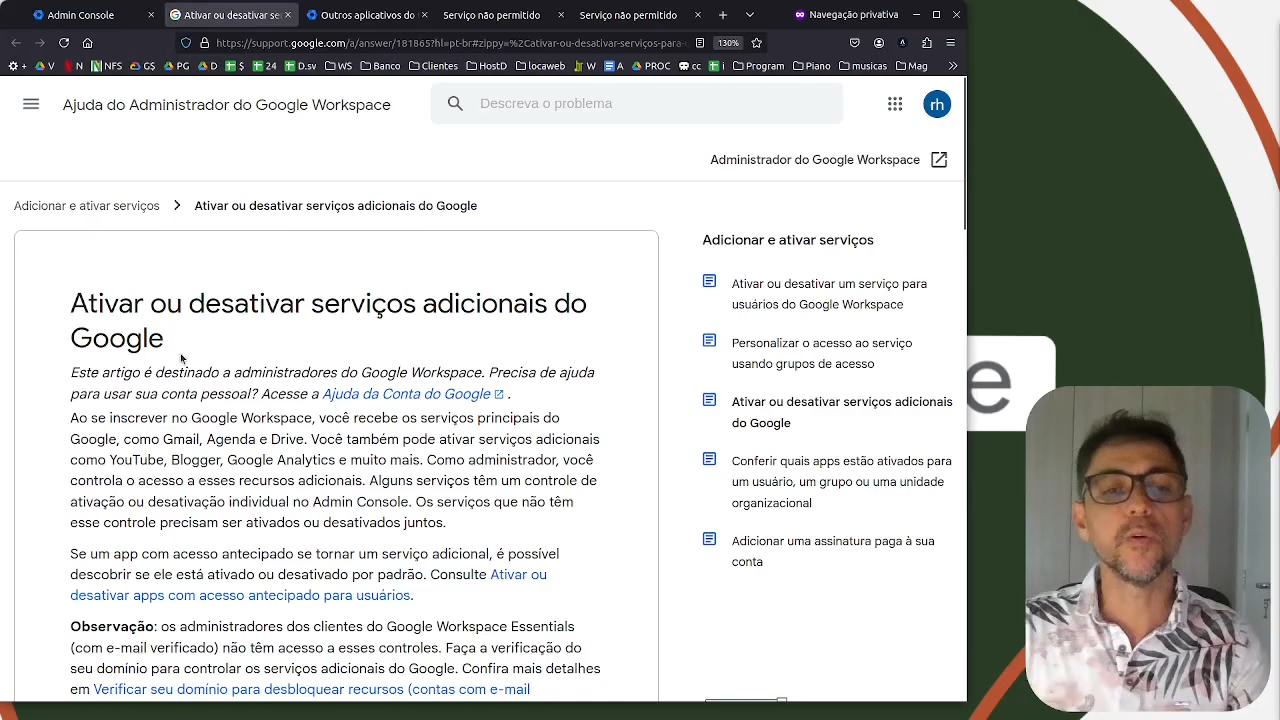 Admin Console
Ativar ou desativar se
Outros aplicativos do
Serviço não permitido
Serviço não permitido
Navegação privativa
https://support.google.com/a/answer/181865?hl=pt-br#zippy=%2Cativar-ou-desativar-serviços-para-
130%
V
N
NFS
GS
PG
D
$
24
D.sv
WS
Banco
Clientes
HostD
locaweb
W
A
PROC
cc
i
Program
Piano
musicas
Mag
Ajuda do Administrador do Google Workspace
Descreva o problema
rh
Administrador do Google Workspace
Adicionar e ativar serviços
Ativar ou desativar serviços adicionais do Google
Ativar ou desativar serviços adicionais do
Google
Este artigo é destinado a administradores do Google Workspace. Precisa de ajuda
para usar sua conta pessoal? Acesse a Ajuda da Conta do Google .
Ao se inscrever no Google Workspace, você recebe os serviços principais do
Google, como Gmail, Agenda e Drive. Você também pode ativar serviços adicionais
como YouTube, Blogger, Google Analytics e muito mais. Como administrador, você
controla o acesso a esses recursos adicionais. Alguns serviços têm um controle de
ativação ou desativação individual no Admin Console. Os serviços que não têm
esse controle precisam ser ativados ou desativados juntos.
Se um app com acesso antecipado se tornar um serviço adicional, é possível
descobrir se ele está ativado ou desativado por padrão. Consulte Ativar ou
desativar apps com acesso antecipado para usuários.
Observação: os administradores dos clientes do Google Workspace Essentials
(com e-mail verificado) não têm acesso a esses controles. Faça a verificação do
seu domínio para controlar os serviços adicionais do Google. Confira mais detalhes
em Verificar seu domínio para desbloquear recursos (contas com e-mail
Adicionar e ativar serviços
Ativar ou desativar um serviço para
usuários do Google Workspace
Personalizar o acesso ao serviço
usando grupos de acesso
Ativar ou desativar serviços adicionais
do Google
Conferir quais apps estão ativados para
um usuário, um grupo ou uma unidade
organizacional
Adicionar uma assinatura paga à sua
conta
e